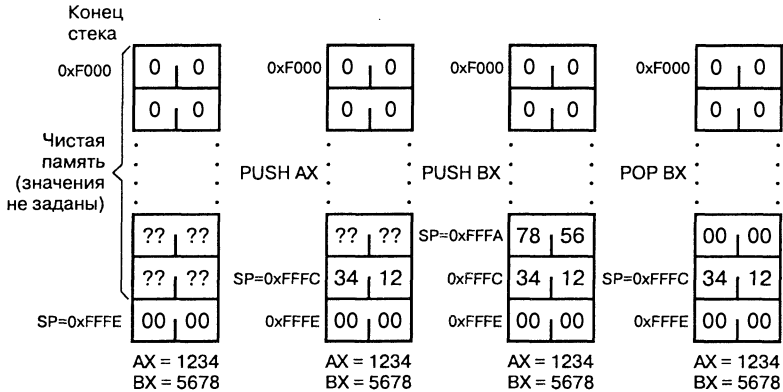 Конец
стека
0xF000 0 0 0xF000 0 0 0xF000 0 0 0xF000 0 0
0 0 0 0 0 0 0 0
Чистая
память
(значения
не заданы)
PUSH AX PUSH BX POP BX
?? ?? ?? ?? SP=0xFFFA 78 56 00 00
?? ?? SP=0xFFFC 34 12 0xFFFC 34 12 SP=0xFFFC 34 12
SP=0xFFFE 00 00 0xFFFE 00 00 0xFFFE 00 00 0xFFFE 00 00
AX = 1234 AX = 1234 AX = 1234 AX = 1234
BX = 5678 BX = 5678 BX = 5678 BX = 5678